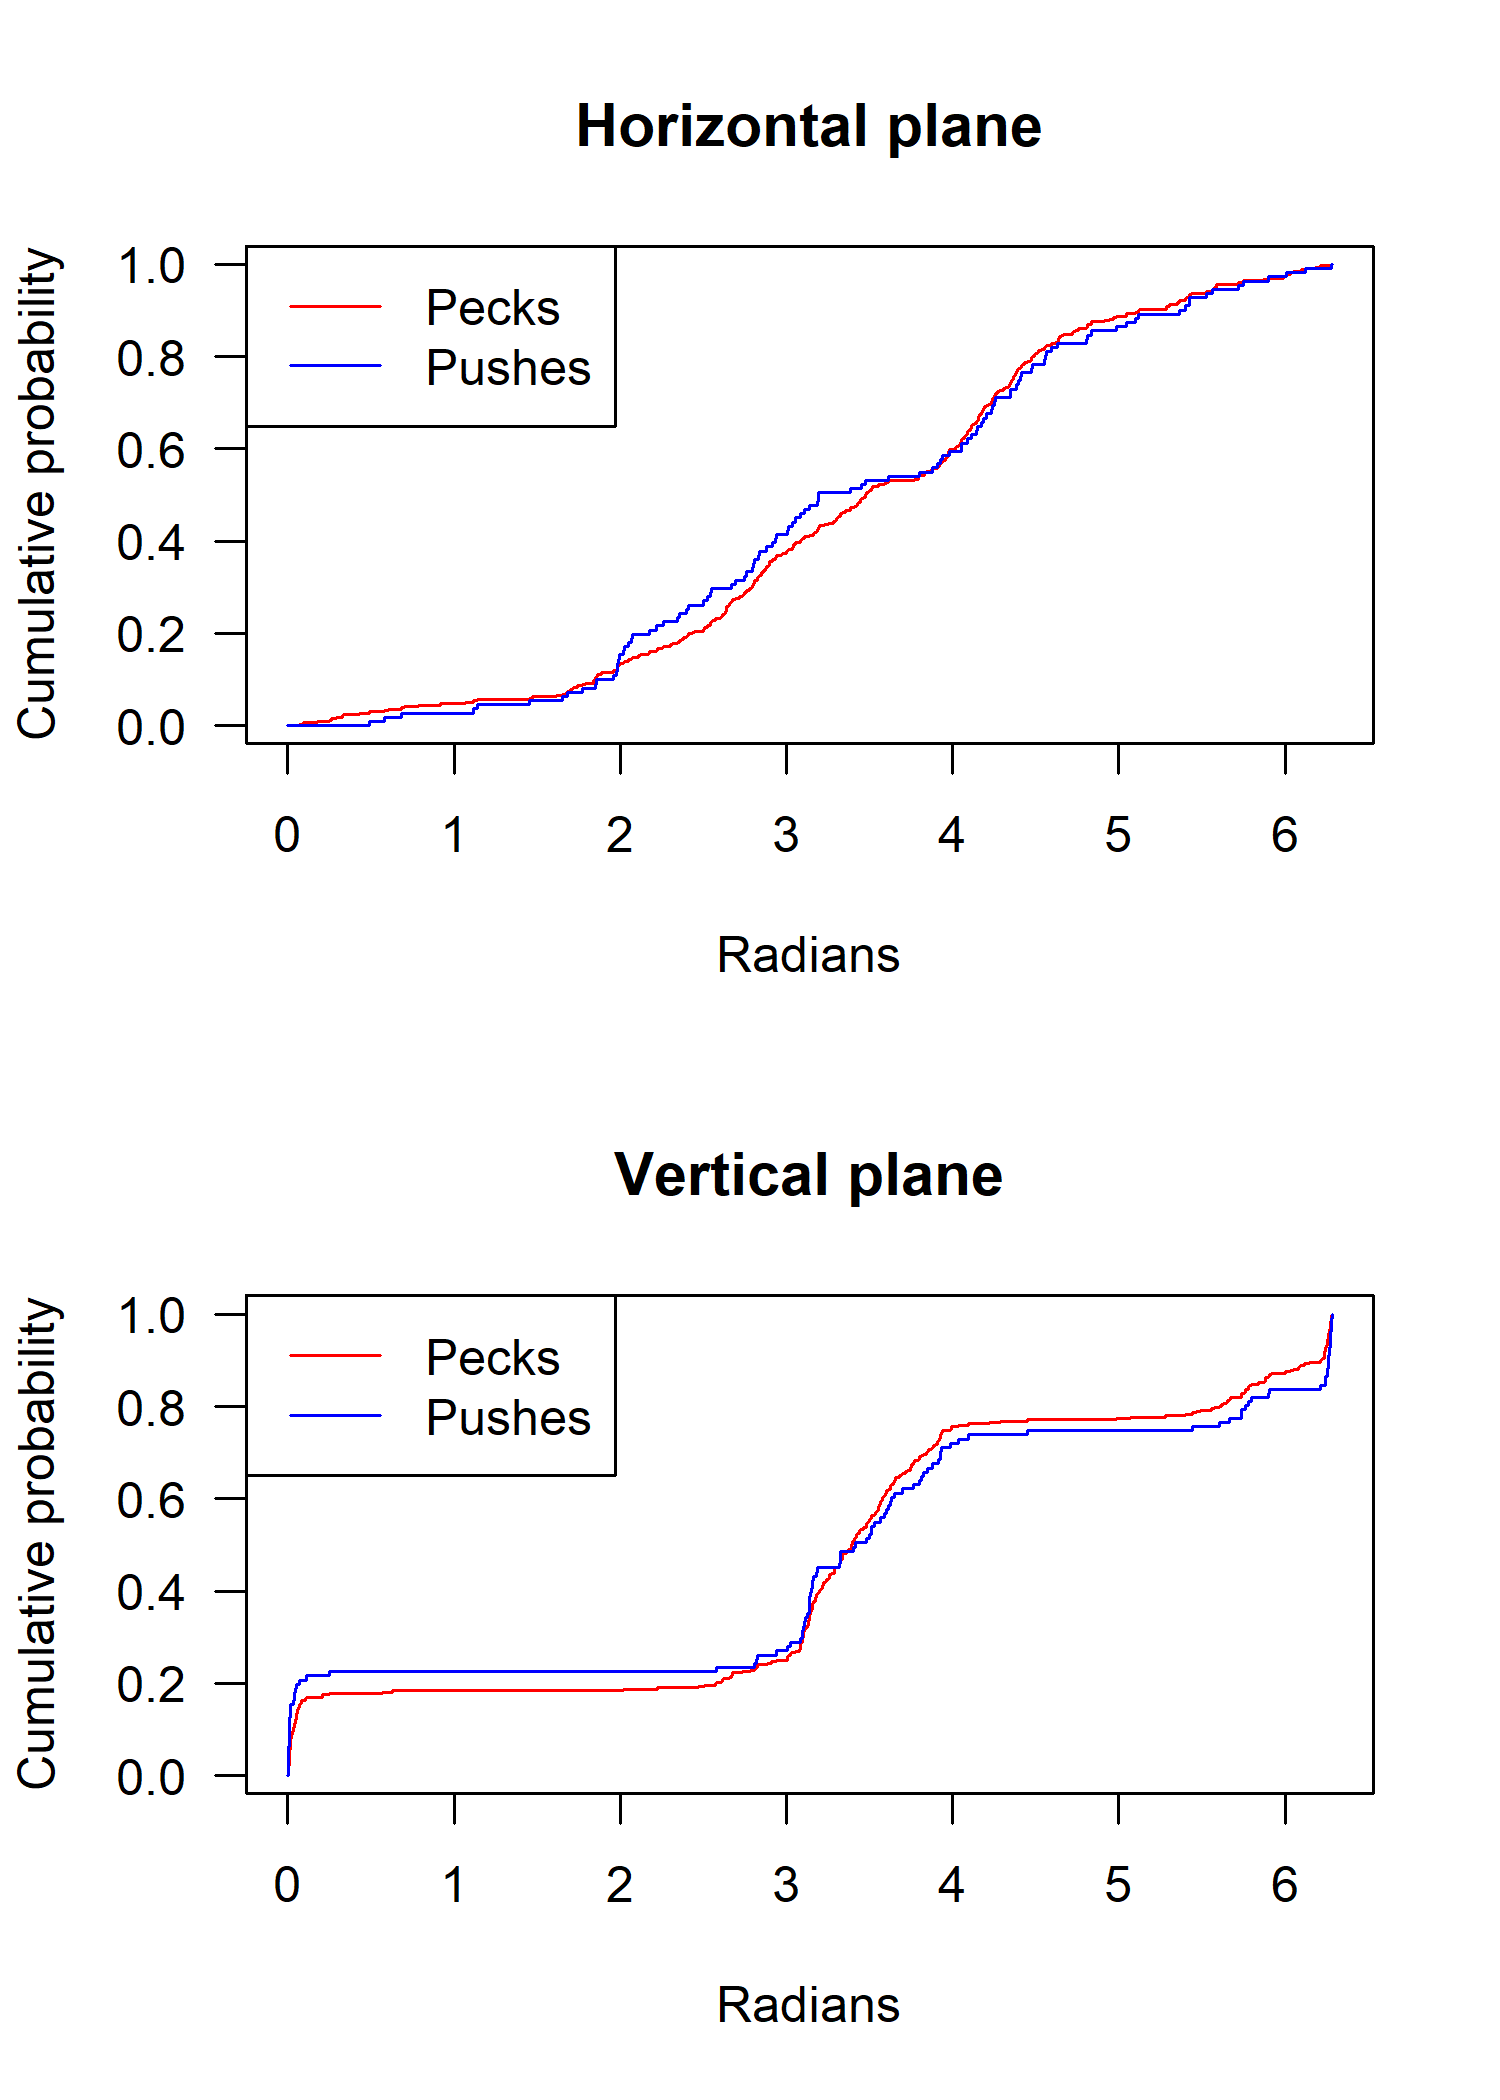 Horizontal plane
Cumulative probability
1.0
0.8
0.6
0.4
0.2
0.0
Pecks
Pushes
0 1 2 3 4 5 6
Radians
Vertical plane
Cumulative probability
1.0
0.8
0.6
0.4
0.2
0.0
Pecks
Pushes
0 1 2 3 4 5 6
Radians